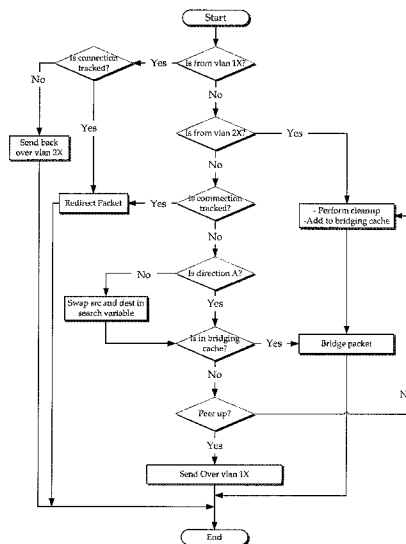 Start
Is connection
tracked?
Yes
Is from vlan 1X?
No
No
Is from vlan 2X?
Yes
Yes
Send back
over vlan 2X
No
Redirect Packet
Yes
Is connnection
tracked?
- Perform cleanup
-Add to bridging cache
No
No
Is direction A?
Yes
Swap src and dest in
search variable
Is in bridging
cache?
Yes
Bridge packet
No
Peer up?
N
Yes
Send Over vlan 1X
End